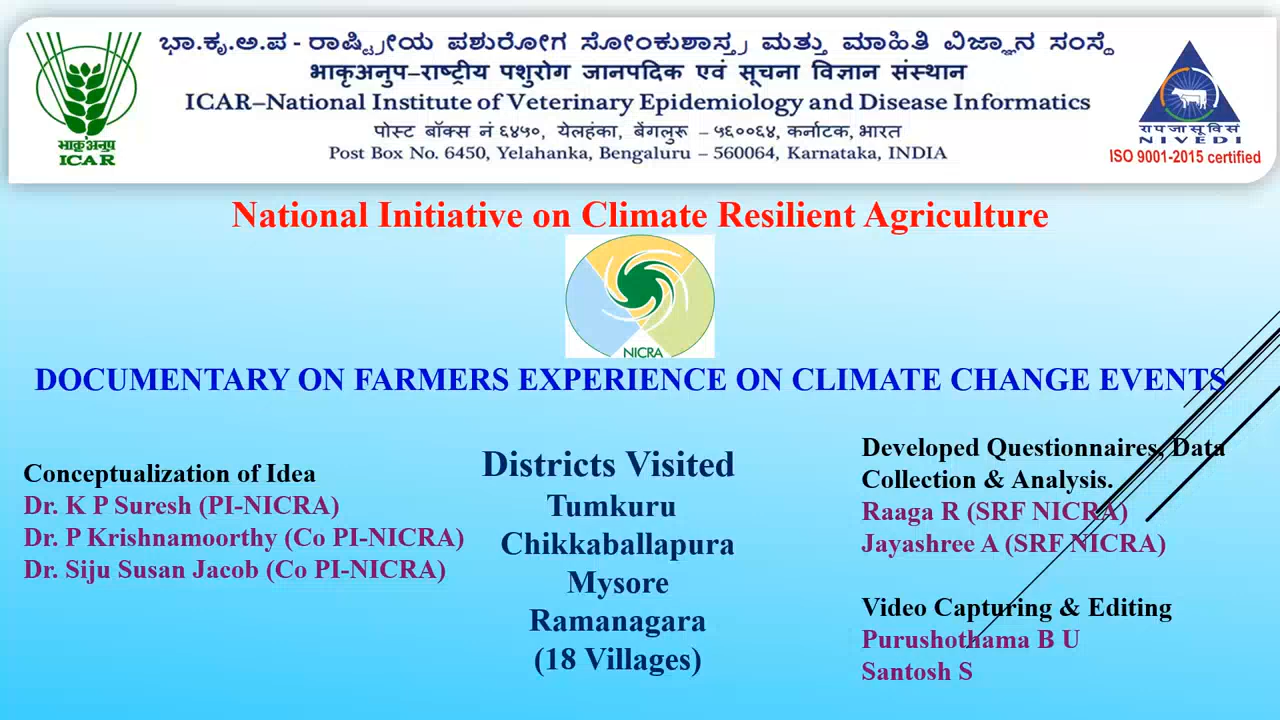 ಭಾ.ಕೃ.ಅ.ಪ - ರಾಷ್ಟ್ರೀಯ ಪಶುರೋಗ ಸೋಂಕುಶಾಸ್ತ್ರ ಮತ್ತು ಮಾಹಿತಿ ವಿಜ್ಞಾನ ಸಂಸ್ಥೆ
भाकृअनुप–राष्ट्रीय पशुरोग जानपदिक एवं सूचना विज्ञान संस्थान
ICAR–National Institute of Veterinary Epidemiology and Disease Informatics
पोस्ट बॉक्स नं ६४५०, येलहंका, बेंगलुरू – ५६००६४, कर्नाटक, भारत
Post Box No. 6450, Yelahanka, Bengaluru – 560064, Karnataka, INDIA
भाकृअनुप
ICAR
रा प जा सू वि सं
NIVEDI
ISO 9001-2015 certified
National Initiative on Climate Resilient Agriculture
NICRA
DOCUMENTARY ON FARMERS EXPERIENCE ON CLIMATE CHANGE EVENTS
Conceptualization of Idea
Dr. K P Suresh (PI-NICRA)
Dr. P Krishnamoorthy (Co PI-NICRA)
Dr. Siju Susan Jacob (Co PI-NICRA)
Districts Visited
Tumkuru
Chikkaballapura
Mysore
Ramanagara
(18 Villages)
Developed Questionnaires, Data
Collection & Analysis.
Raaga R (SRF NICRA)
Jayashree A (SRF NICRA)
Video Capturing & Editing
Purushothama B U
Santosh S